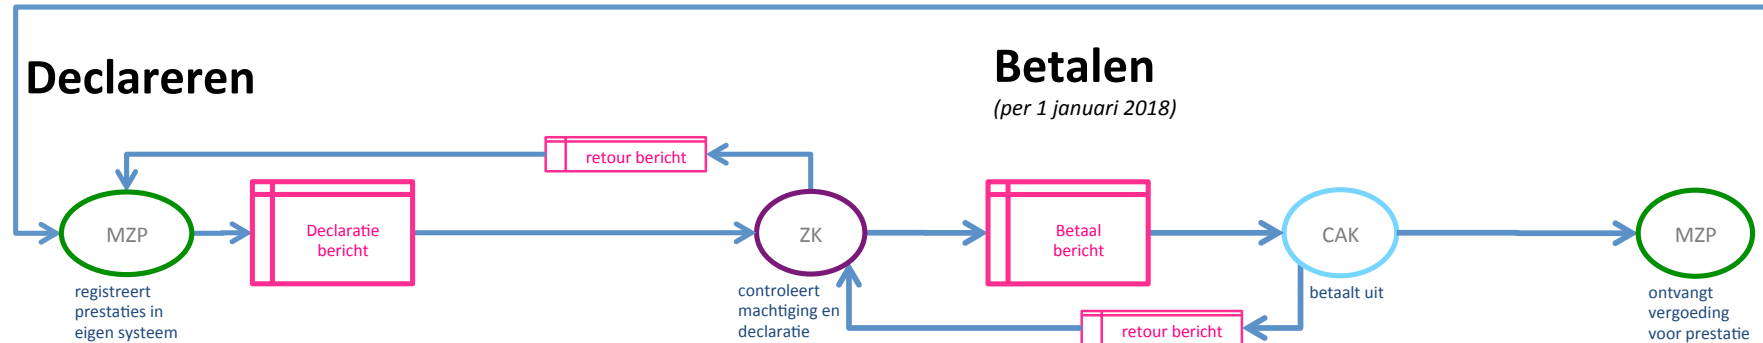 Declareren
Betalen
(per 1 januari 2018)
retour bericht
MZP
Declaratie
bericht
ZK
Betaal
bericht
CAK
MZP
registreert
prestaties in
eigen systeem
controleert
machtiging en
declaratie
betaalt uit
ontvangt
vergoeding
voor prestatie
retour bericht